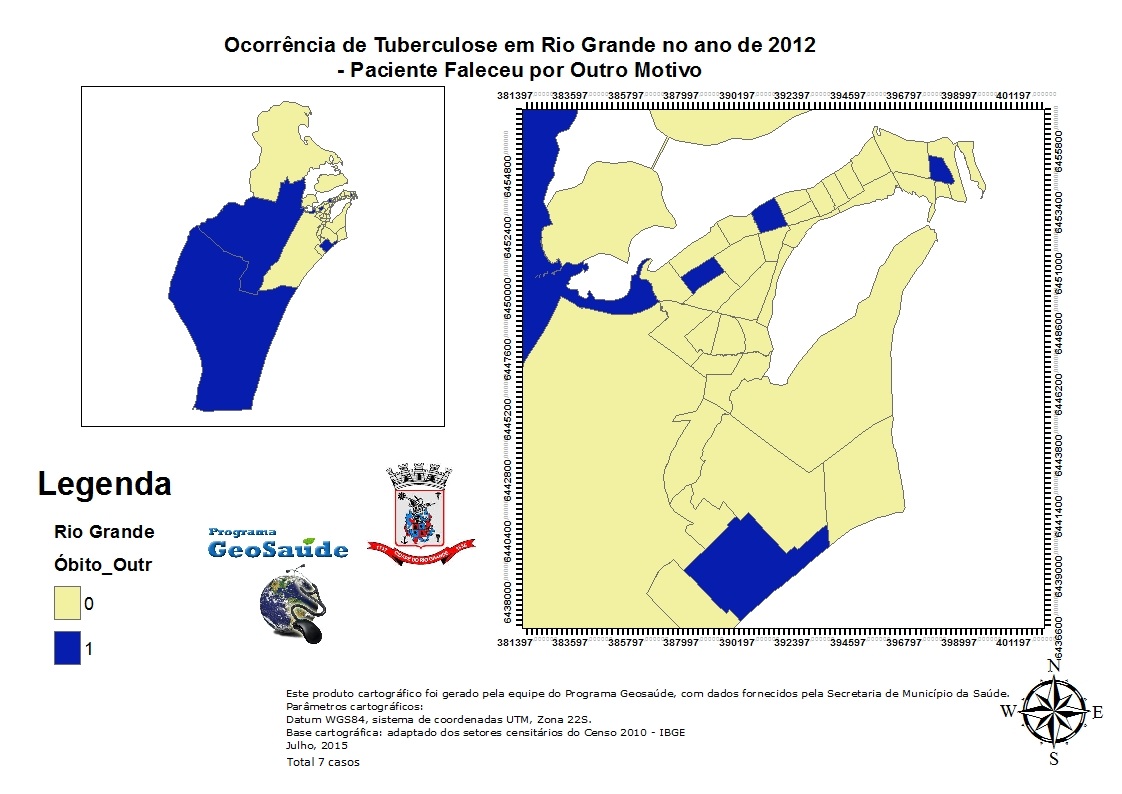 Ocorrência de Tuberculose em Rio Grande no ano de 2012
- Paciente Faleceu por Outro Motivo
381397 383597 385797 387997 390197 392397 394597 396797 398997 401197
6454800
6452400
6450000
6447600
6445200
6442800
6440400
6438000
6455800
6453400
6451000
6448600
6446200
6443800
6441400
6439000
6436600
381397 383597 385797 387997 390197 392397 394597 396797 398997 401197
Legenda
Rio Grande
Óbito_Outr
0
1
Programa
GeoSaúde
CIDADE DO RIO GRANDE
Este produto cartográfico foi gerado pela equipe do Programa Geosaúde, com dados fornecidos pela Secretaria de Município da Saúde.
Parâmetros cartográficos:
Datum WGS84, sistema de coordenadas UTM, Zona 22S.
Base cartográfica: adaptado dos setores censitários do Censo 2010 - IBGE
Julho, 2015
Total 7 casos
N
W E
S